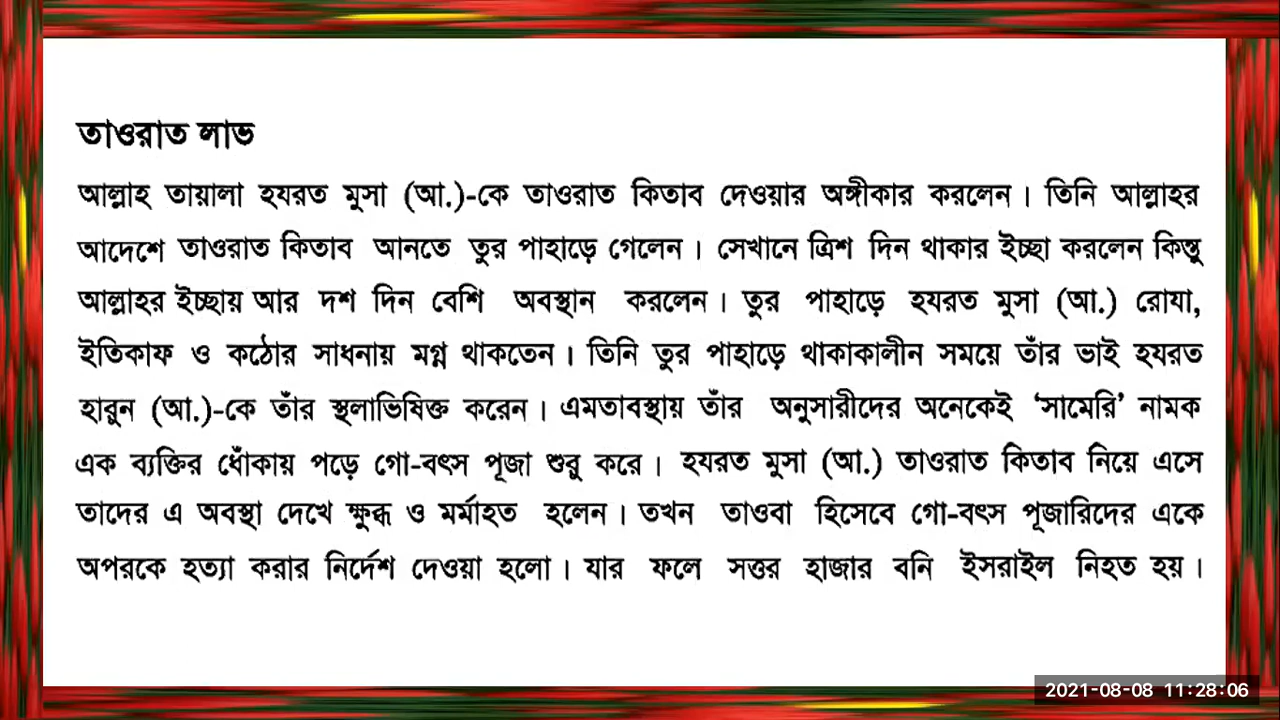 তাওরাত লাভ
আল্লাহ তায়ালা হযরত মুসা (আ.)-কে তাওরাত কিতাব দেওয়ার অঙ্গীকার করলেন। তিনি আল্লাহর
আদেশে তাওরাত কিতাব আনতে তুর পাহাড়ে গেলেন। সেখানে ত্রিশ দিন থাকার ইচ্ছা করলেন কিন্তু
আল্লাহর ইচ্ছায় আর দশ দিন বেশি অবস্থান করলেন। তুর পাহাড়ে হযরত মুসা (আ.) রোযা,
ইতিকাফ ও কঠোর সাধনায় মগ্ন থাকতেন। তিনি তুর পাহাড়ে থাকাকালীন সময়ে তাঁর ভাই হযরত
হারুন (আ.)-কে তাঁর স্থলাভিষিক্ত করেন। এমতাবস্থায় তাঁর অনুসারীদের অনেকেই ‘সামেরি’ নামক
এক ব্যক্তির ধোঁকায় পড়ে গো-বৎস পূজা শুরু করে। হযরত মুসা (আ.) তাওরাত কিতাব নিয়ে এসে
তাদের এ অবস্থা দেখে ক্ষুব্ধ ও মর্মাহত হলেন। তখন তাওবা হিসেবে গো-বৎস পূজারিদের একে
অপরকে হত্যা করার নির্দেশ দেওয়া হলো। যার ফলে সত্তর হাজার বনি ইসরাইল নিহত হয়।
2021-08-08 11:28:06